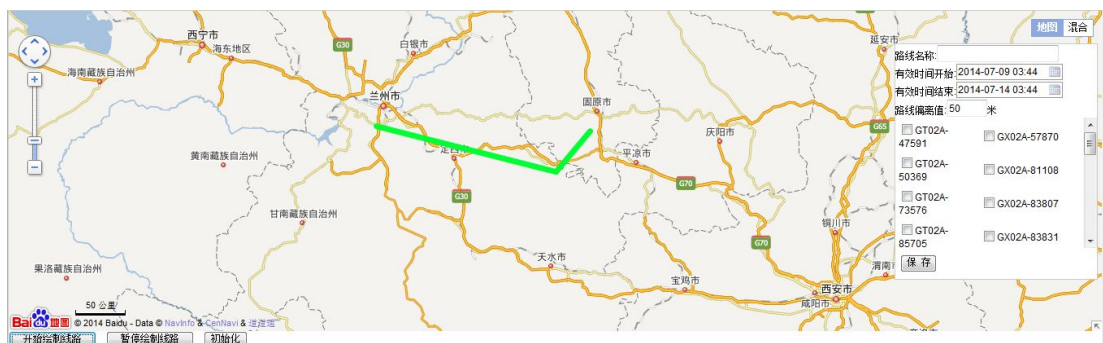 西宁市
海东地区
G30
白银市
延安市
地图 混合
海南藏族自治州
兰州市
固原市
G65
庆阳市
黄南藏族自治州
定西市
平凉市
G70
G30
甘南藏族自治州
铜川市
G70
天水市
果洛藏族自治州
宝鸡市
渭南
西安市
咸阳市
路线名称:
有效时间开始: 2014-07-09 03:44
有效时间结束: 2014-07-14 03:44
路线偏离值: 50 米
GT02A-47591
GX02A-57870
GT02A-50369
GX02A-81108
GT02A-73576
GX02A-83807
GT02A-85705
GX02A-83831
保 存
50 公里
Bai du 地图 © 2014 Baidu - Data © NavInfo & CenNavi & 道道通
开始绘制线路 暂停绘制线路 初始化